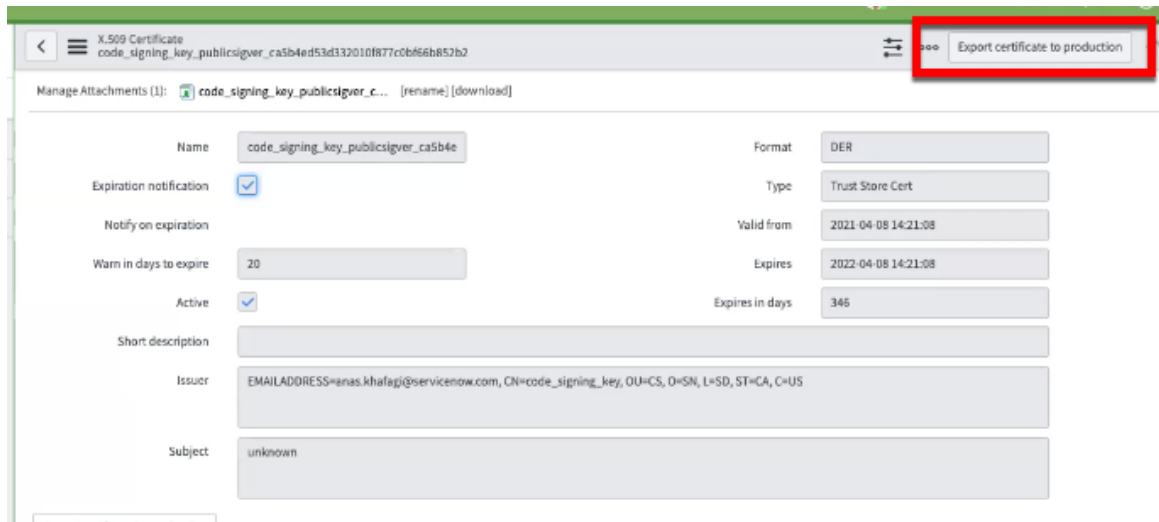 X.509 Certificate
code_signing_key_publicsigver_ca5b4ed53d332010f877c0bf66b852b2
Export certificate to production
Manage Attachments (1): code_signing_key_publicsigver_c... [rename] [download]
Name code_signing_key_publicsigver_ca5b4e
Format DER
Expiration notification
Type Trust Store Cert
Notify on expiration
Valid from 2021-04-08 14:21:08
Warn in days to expire 20
Expires 2022-04-08 14:21:08
Active
Expires in days 346
Short description
Issuer EMAILADDRESS=anas.khafagi@servicenow.com, CN=code_signing_key, OU=CS, O=SN, L=SD, ST=CA, C=US
Subject unknown